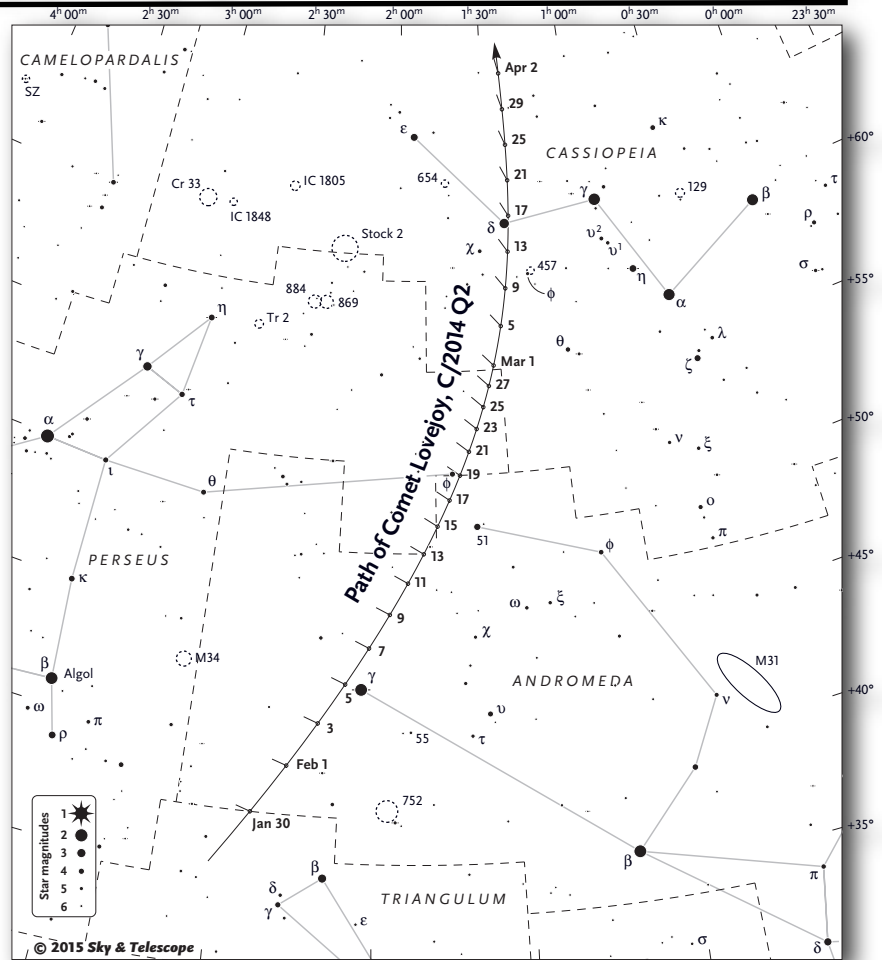 4h 00m 3h 30m 3h 00m 2h 30m 2h 00m 1h 30m 1h 00m 0h 30m 0h 00m 23h 30m
CAMELOPARDALIS
SZ
Apr 2
29
25
21
17
13
9
5
Mar 1
27
25
23
21
19
17
15
13
11
9
7
5
3
Feb 1
Jan 30
Path of Comet Lovejoy, C/2014 Q2
+60°
+55°
+50°
+45°
+40°
+35°
CASSIOPEIA
ε
κ
654
γ
129
β
τ
ρ
σ
δ
υ2
υ1
χ
η
457
ϕ
α
λ
θ
ζ
ν
ξ
ο
π
Cr 33
IC 1805
IC 1848
Stock 2
884
869
Tr 2
η
γ
τ
α
ι
θ
ϕ
PERSEUS
κ
β
Algol
M34
ω
π
ρ
51
ϕ
ω
ξ
χ
ANDROMEDA
M31
γ
υ
τ
55
ν
752
β
π
δ
σ
TRIANGULUM
β
δ
γ
ε
Star magnitudes
1
2
3
4
5
6
© 2015 Sky & Telescope